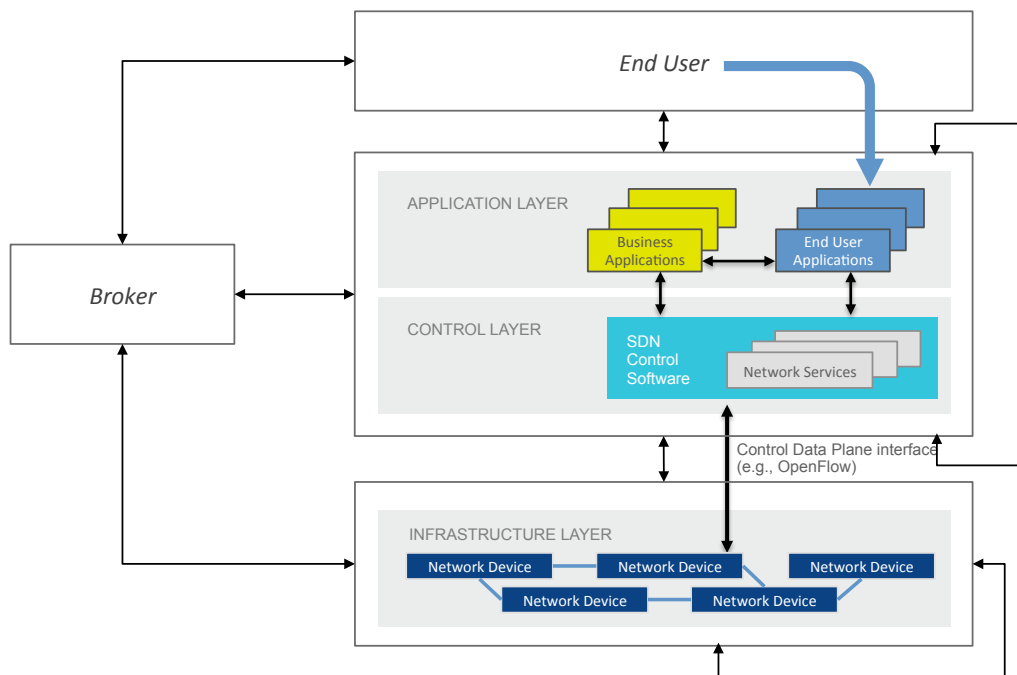 End User
APPLICATION LAYER
Business
Applications
End User
Applications
Broker
CONTROL LAYER
SDN
Control
Software
Network Services
Control Data Plane interface
(e.g., OpenFlow)
INFRASTRUCTURE LAYER
Network Device
Network Device
Network Device
Network Device
Network Device